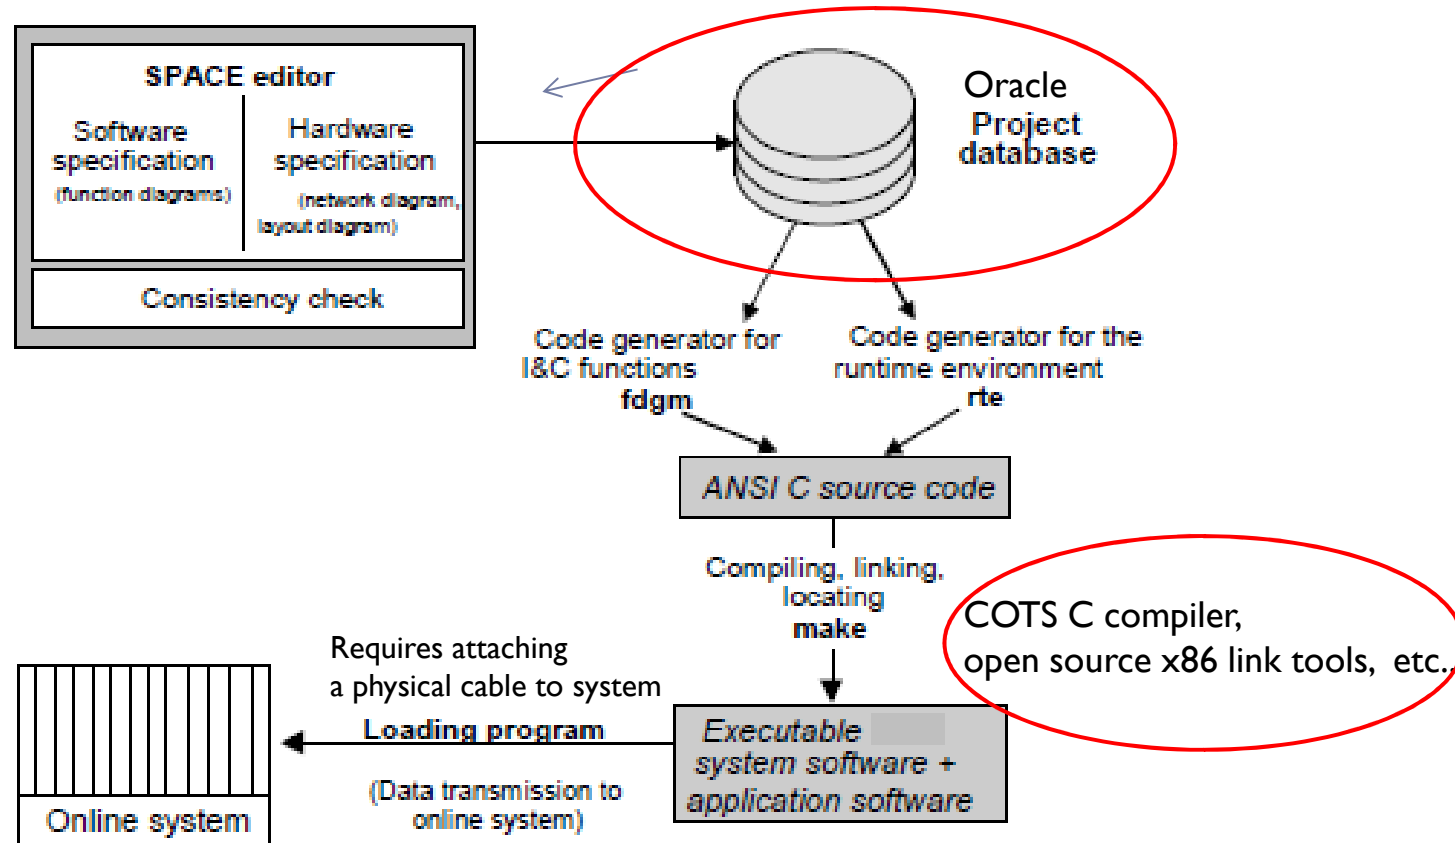 SPACE editor
Software
specification
(function diagrams)
Hardware
specification
(network diagram,
layout diagram)
Consistency check
Oracle
Project
database
Code generator for
I&C functions
fdgm
Code generator for the
runtime environment
rte
ANSI C source code
Compiling, linking,
locating
make
COTS C compiler,
open source x86 link tools, etc..
Requires attaching
a physical cable to system
Loading program
(Data transmission to
online system)
Executable
system software +
application software
Online system